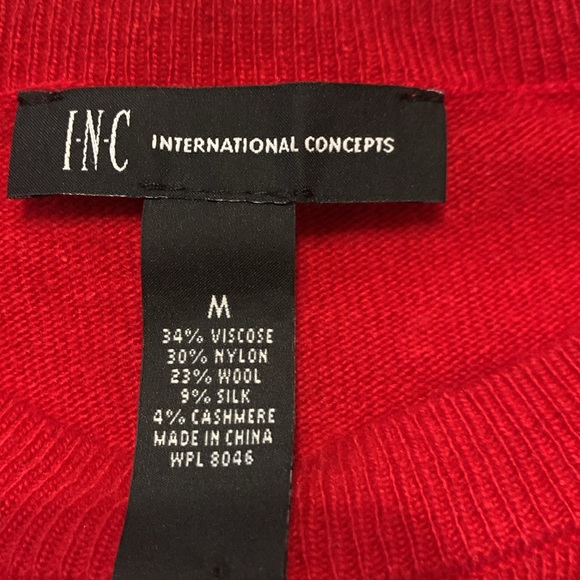 I·N·C INTERNATIONAL CONCEPTS
M
34% VISCOSE
30% NYLON
23% WOOL
9% SILK
4% CASHMERE
MADE IN CHINA
WPL 8046